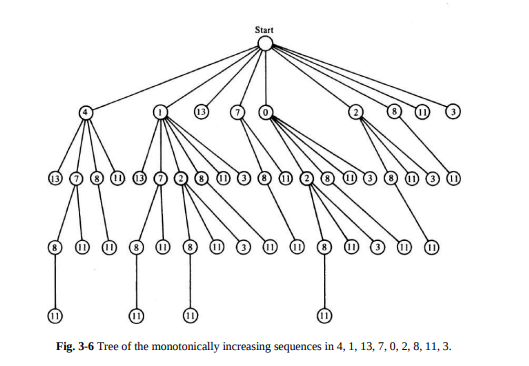 Start
4 1 13 7 0 2 8 11 3
13 7 8 11 13 7 2 8 11 3 8 11 2 8 11 3 8 11 3 11
8 11 11 8 11 8 11 3 11 11 8 11 3 11 11
11 11 11 11
Fig. 3-6 Tree of the monotonically increasing sequences in 4, 1, 13, 7, 0, 2, 8, 11, 3.